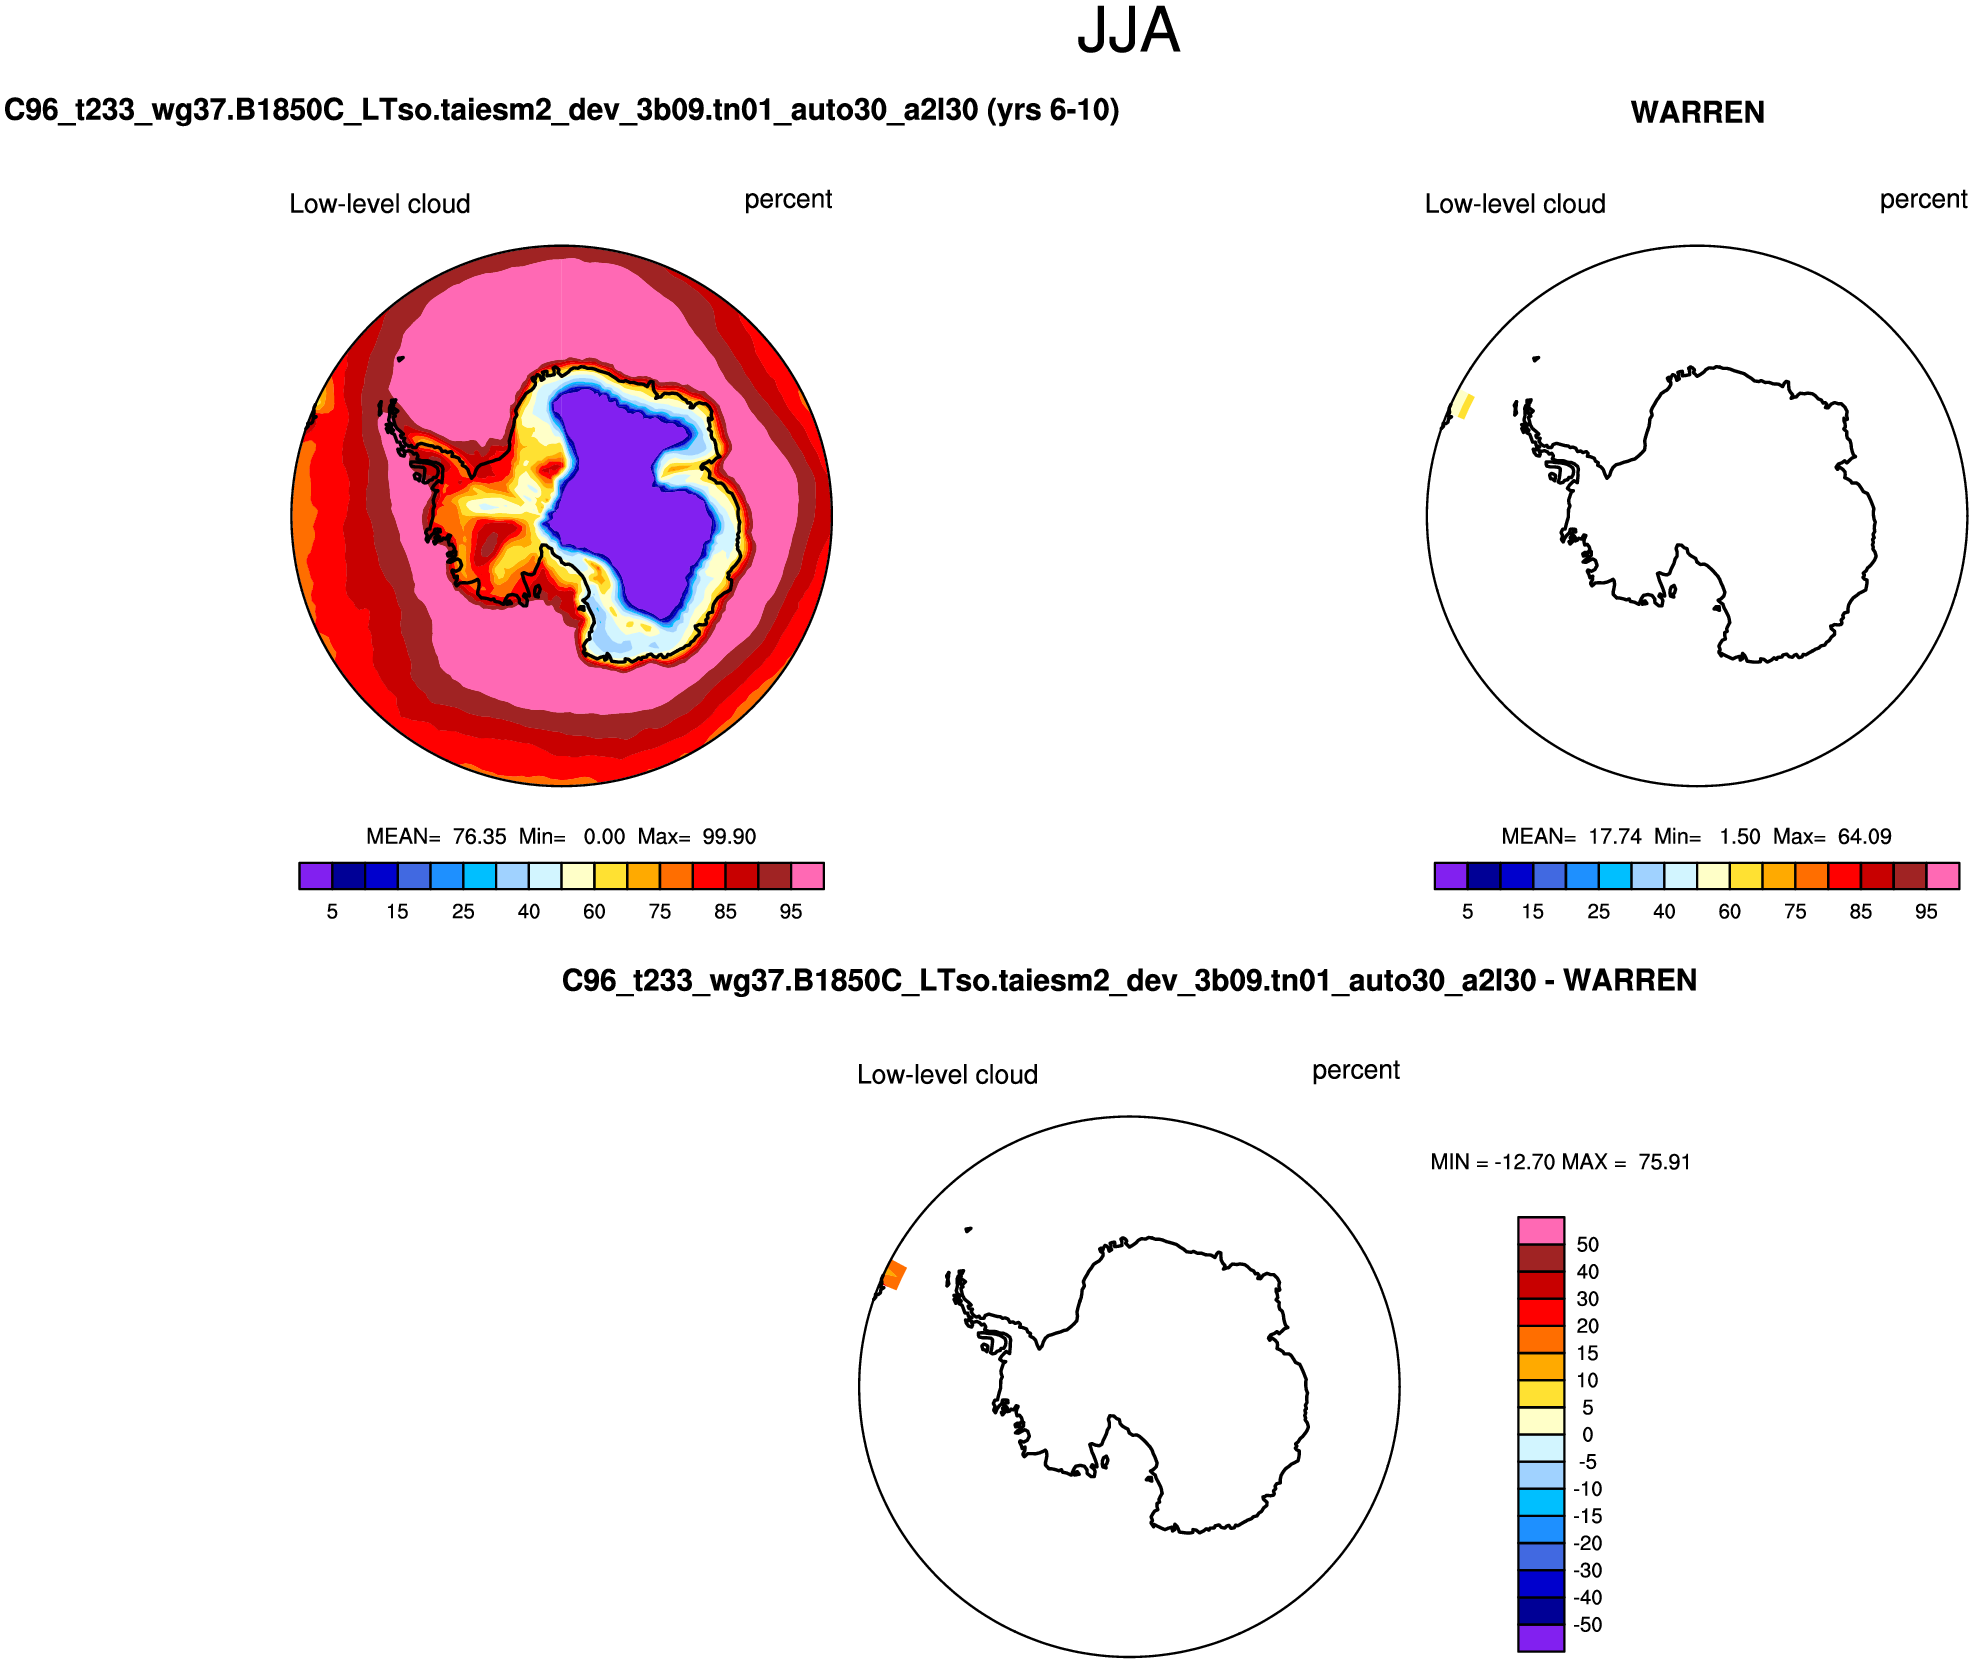 JJA
C96_t233_wg37.B1850C_LTso.taiesm2_dev_3b09.tn01_auto30_a2l30 (yrs 6-10)
WARREN
Low-level cloud percent
Low-level cloud percent
MEAN= 76.35 Min= 0.00 Max= 99.90
MEAN= 17.74 Min= 1.50 Max= 64.09
5 15 25 40 60 75 85 95
5 15 25 40 60 75 85 95
C96_t233_wg37.B1850C_LTso.taiesm2_dev_3b09.tn01_auto30_a2l30 - WARREN
Low-level cloud percent
MIN = -12.70 MAX = 75.91
50
40
30
20
15
10
5
0
-5
-10
-15
-20
-30
-40
-50